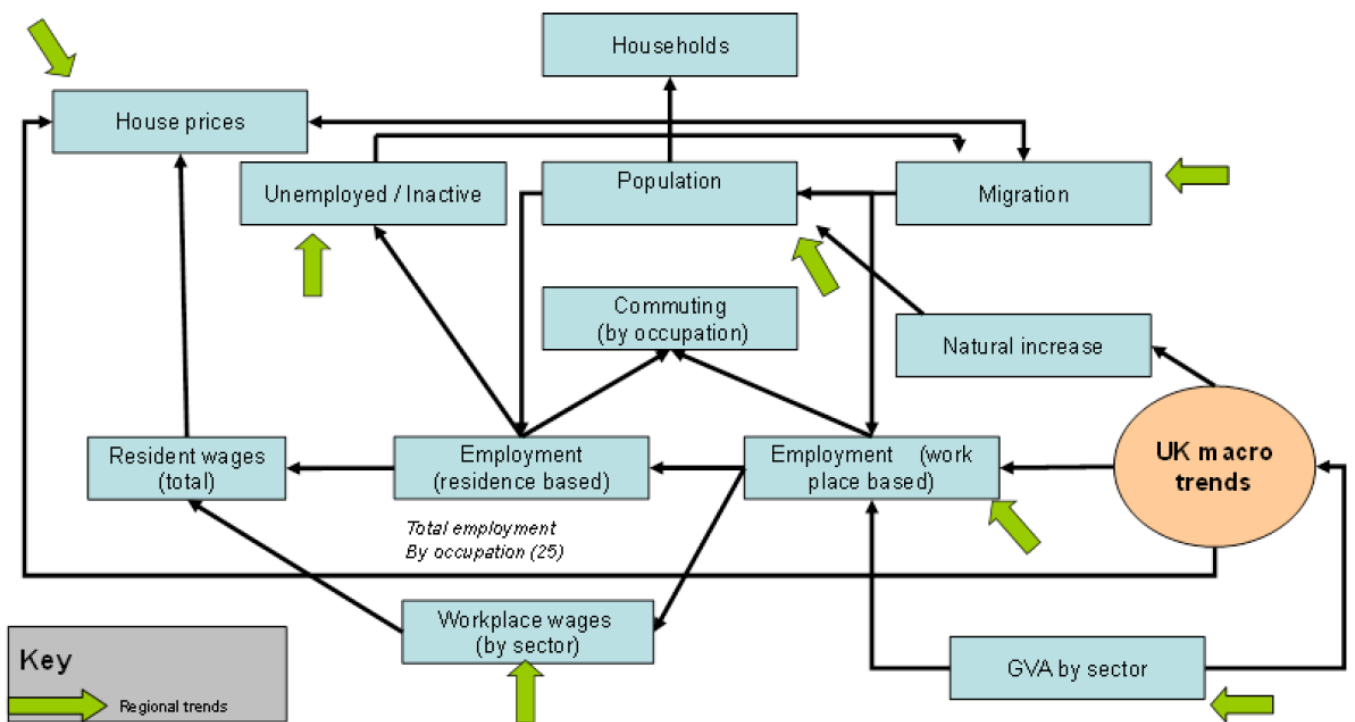 Households
House prices
Unemployed / Inactive
Population
Migration
Commuting
(by occupation)
Natural increase
Resident wages
(total)
Employment
(residence based)
Employment (work
place based)
UK macro
trends
Total employment
By occupation (25)
Workplace wages
(by sector)
GVA by sector
Key
Regional trends